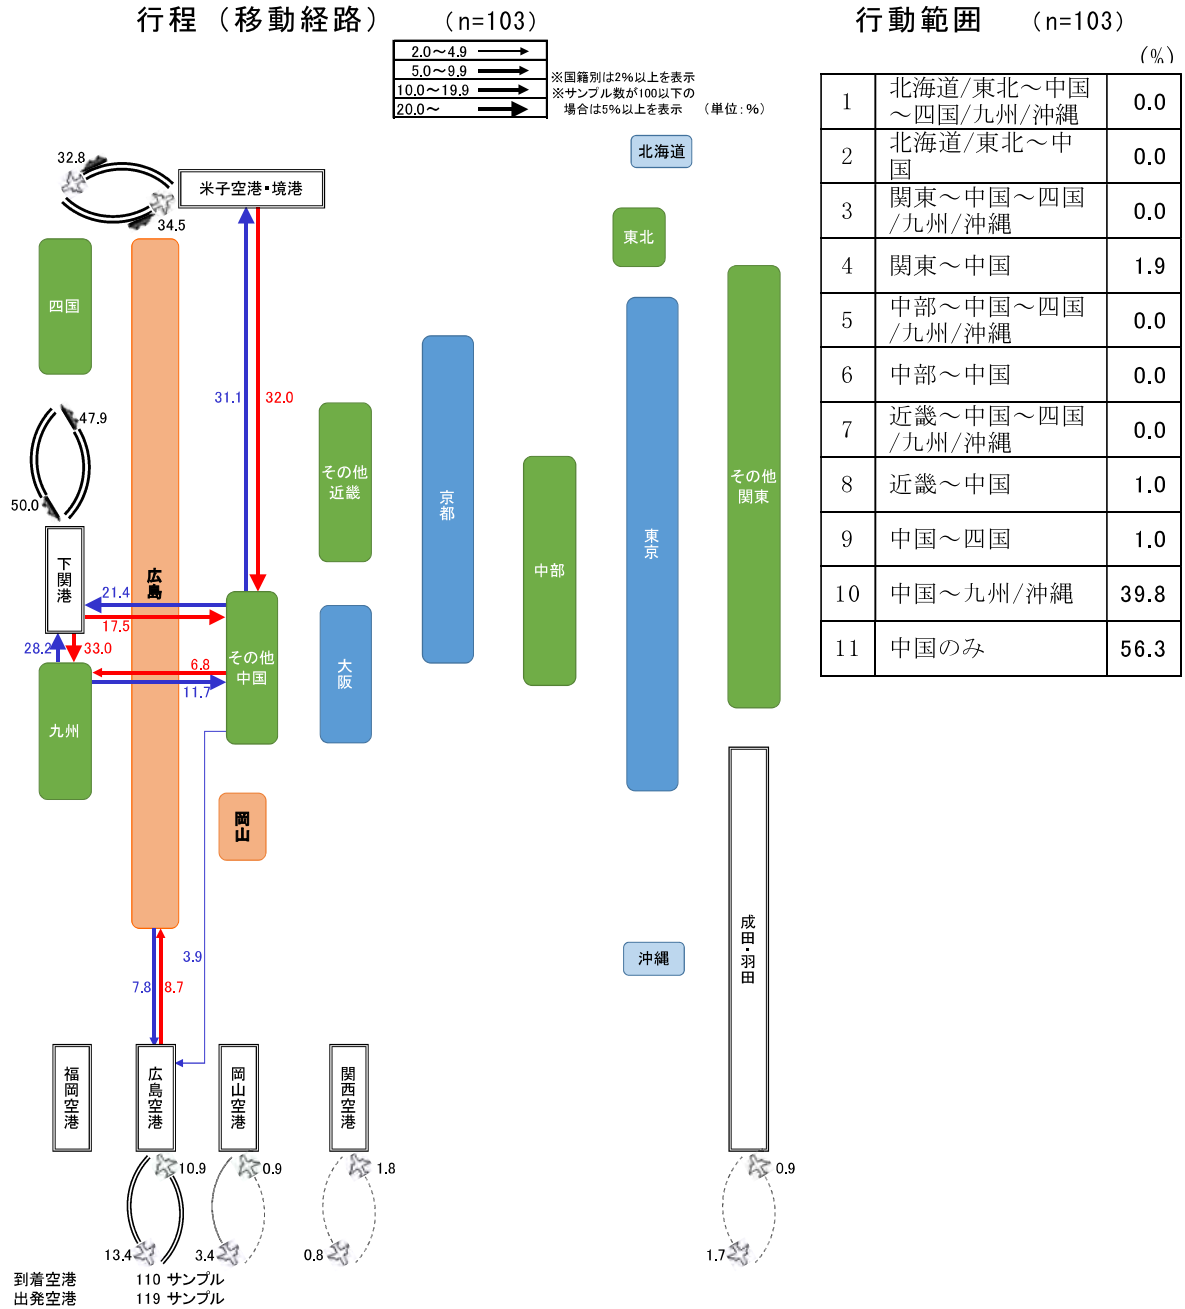 行程（移動経路）　（n=103）
2.0～4.9
5.0～9.9
10.0～19.9
20.0～
※国籍別は2％以上を表示
※サンプル数が100以下の
場合は5％以上を表示　（単位：％）
行動範囲　（n=103）
（％）
1 北海道/東北～中国
～四国/九州/沖縄 0.0
2 北海道/東北～中
国 0.0
3 関東～中国～四国
/九州/沖縄 0.0
4 関東～中国 1.9
5 中部～中国～四国
/九州/沖縄 0.0
6 中部～中国 0.0
7 近畿～中国～四国
/九州/沖縄 0.0
8 近畿～中国 1.0
9 中国～四国 1.0
10 中国～九州/沖縄 39.8
11 中国のみ 56.3
北海道
32.8
米子空港・境港
34.5
東北
四国
31.1
32.0
47.9
その他
近畿
京都
その他
関東
50.0
下関港
広島
東京
中部
21.4
17.5
28.2
33.0
6.8
11.7
その他
中国
大阪
九州
岡山
3.9
7.8
8.7
沖縄
成田・羽田
福岡空港
広島空港
岡山空港
関西空港
10.9
0.9
1.8
0.9
13.4
3.4
0.8
1.7
到着空港 110 サンプル
出発空港 119 サンプル